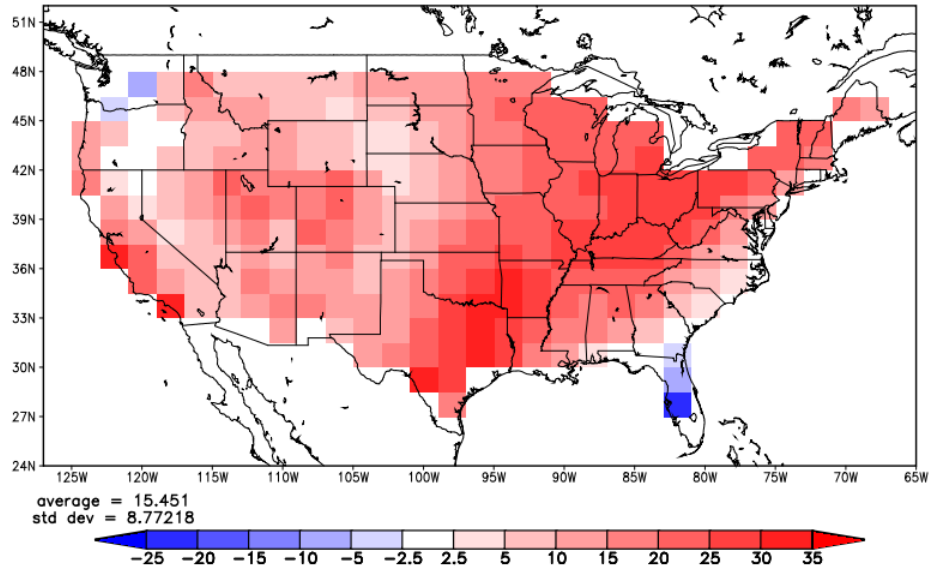 51N
48N
45N
42N
39N
36N
33N
30N
27N
24N
125W 120W 115W 110W 105W 100W 95W 90W 85W 80W 75W 70W 65W
average = 15.451
std dev = 8.77218
-25 -20 -15 -10 -5 -2.5 2.5 5 10 15 20 25 30 35